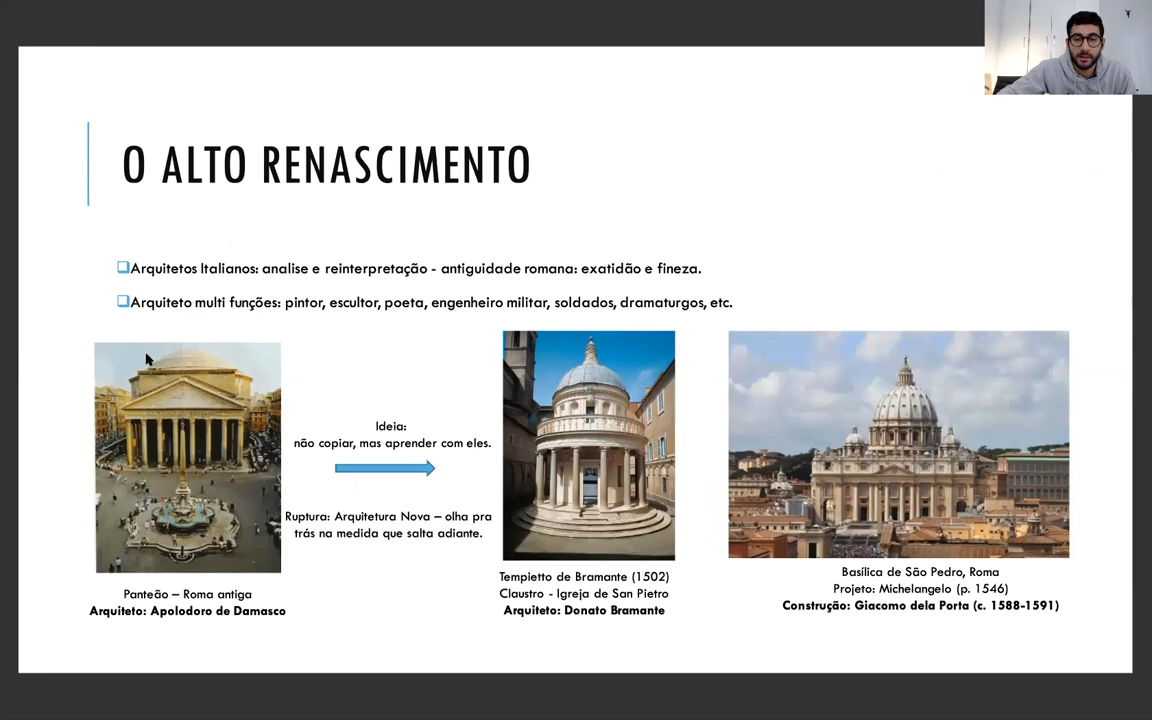 O ALTO RENASCIMENTO
Arquitetos Italianos: analise e reinterpretação - antiguidade romana: exatidão e fineza.
Arquiteto multi funções: pintor, escultor, poeta, engenheiro militar, soldados, dramaturgos, etc.
Ideia:
não copiar, mas aprender com eles.
Ruptura: Arquitetura Nova – olha pra
trás na medida que salta adiante.
Panteão – Roma antiga
Arquiteto: Apolodoro de Damasco
Tempietto de Bramante (1502)
Claustro - Igreja de San Pietro
Arquiteto: Donato Bramante
Basílica de São Pedro, Roma
Projeto: Michelangelo (p. 1546)
Construção: Giacomo dela Porta (c. 1588-1591)